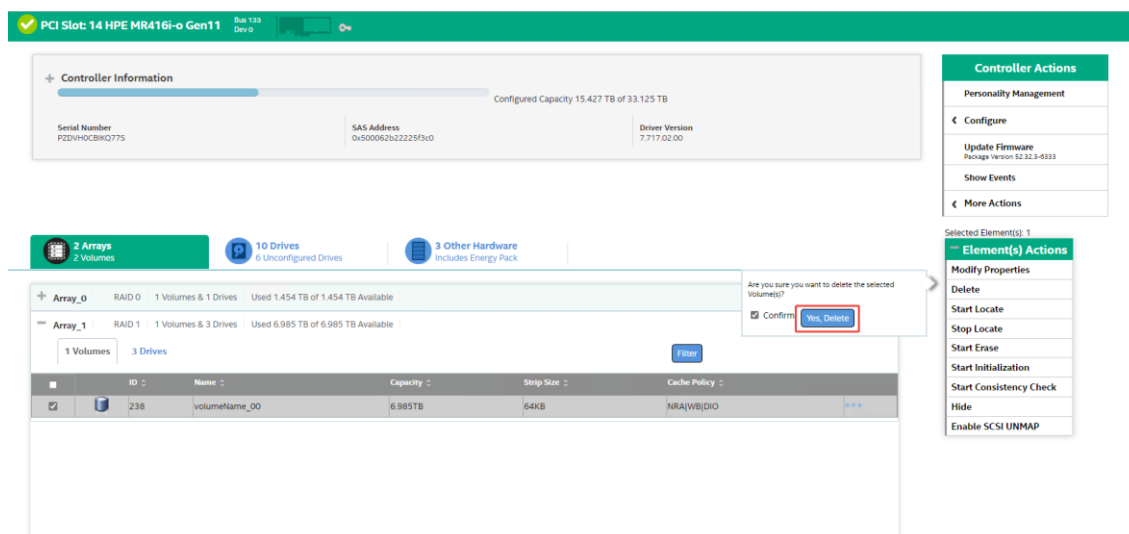 PCI Slot: 14 HPE MR416i-o Gen11
Bus 133
Dev 0
Controller Information
Configured Capacity 15.427 TB of 33.125 TB
Serial Number
PZDVH0CBIKQ77S
SAS Address
0x500062b22225f3c0
Driver Version
7.717.02.00
Controller Actions
Personality Management
Configure
Update Firmware
Package Version 52.32.3-6333
Show Events
More Actions
2 Arrays
2 Volumes
10 Drives
6 Unconfigured Drives
3 Other Hardware
Includes Energy Pack
Selected Element(s): 1
Element(s) Actions
Modify Properties
Delete
Start Locate
Stop Locate
Start Erase
Start Initialization
Start Consistency Check
Hide
Enable SCSI UNMAP
Are you sure you want to delete the selected
Volume(s)?
Confirm Yes, Delete
Array_0 RAID 0 1 Volumes & 1 Drives Used 1.454 TB of 1.454 TB Available
Array_1 RAID 1 1 Volumes & 3 Drives Used 6.985 TB of 6.985 TB Available
1 Volumes 3 Drives Filter
ID Name Capacity Strip Size Cache Policy
238 volumeName_00 6.985TB 64KB NRA|WB|DIO